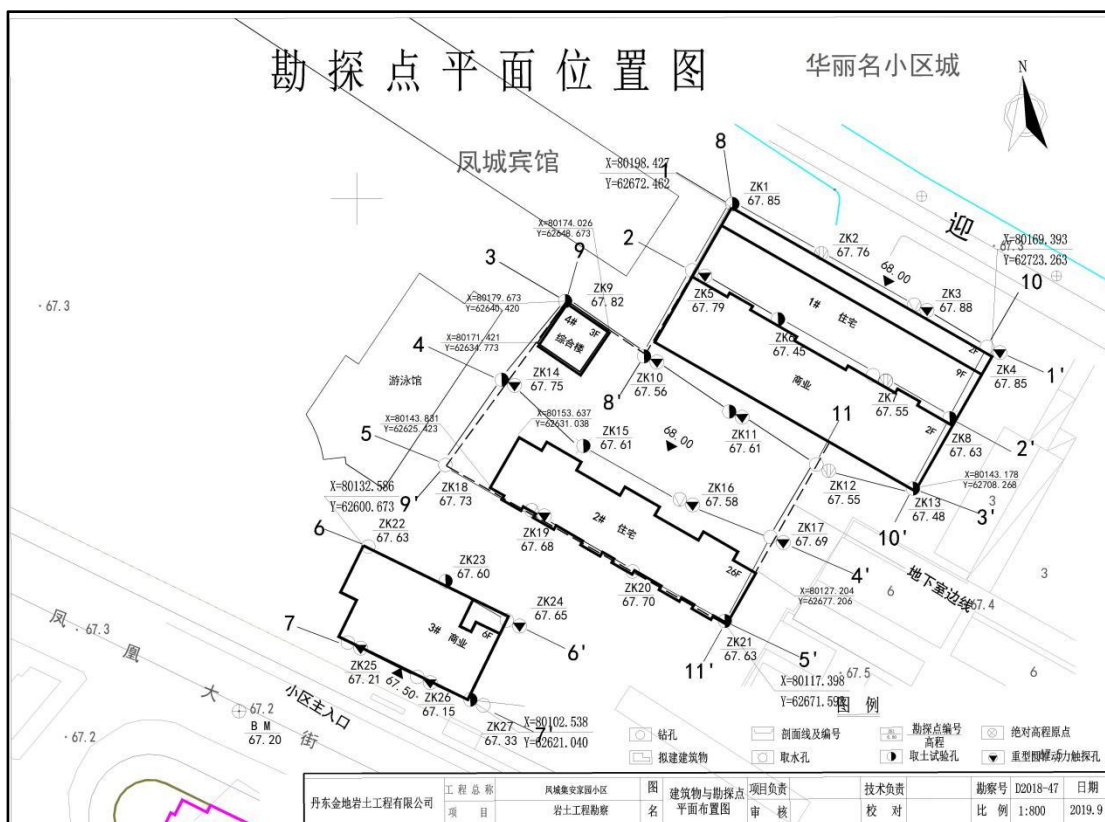 勘探点平面位置图
华丽名小区城
N
凤城宾馆
X=80198.427
Y=62672.462
1
8
ZK1
67.85
迎
67.3
X=80169.393
Y=62723.263
X=80174.026
Y=62648.673
2
ZK2
67.76
68.00
10
3
9
ZK9
67.82
ZK5
67.79
1# 住宅
ZK3
67.88
67.3
X=80179.673
Y=62640.420
4# 3F
综合楼
ZK6
67.45
2F
9F
ZK4
67.85
1'
X=80171.421
Y=62634.773
4
游泳馆
ZK14
67.75
8'
ZK10
67.56
商业
ZK7
67.55
2F
ZK8
67.63
2'
X=80143.831
Y=62625.423
X=80153.637
Y=62631.038
ZK15
67.61
68.00
ZK11
67.61
11
5
9'
ZK18
67.73
ZK16
67.58
ZK12
67.55
X=80143.178
Y=62708.268
ZK13
67.48
3
3'
10'
X=80132.586
Y=62600.673
ZK22
67.63
6
ZK19
67.68
2# 住宅
ZK17
67.69
4'
地下室边线
3
6
67.4
ZK23
67.60
ZK20
67.70
26F
X=80127.204
Y=62677.206
凤凰大街
67.3
7
ZK24
67.65
6'
3# 商业
6F
ZK21
67.63
11'
5'
67.5
6
ZK25
67.21
67.50
ZK26
67.15
小区主入口
67.2
67.2
B M
67.20
ZK27
67.33
7'
X=80102.538
Y=62621.040
X=80117.398
图 例
钻孔
剖面线及编号
勘探点编号
高程
绝对高程原点
拟建建筑物
取水孔
取土试验孔
重型圆锥动力触探孔
丹东金地岩土工程有限公司
工程总称
凤城集安家园小区
图
建筑物与勘探点
项目负责
技术负责
勘察号
D2018-47
日期
项 目
岩土工程勘察
名
平面布置图
审 核
校 对
比 例
1:800
2019.9